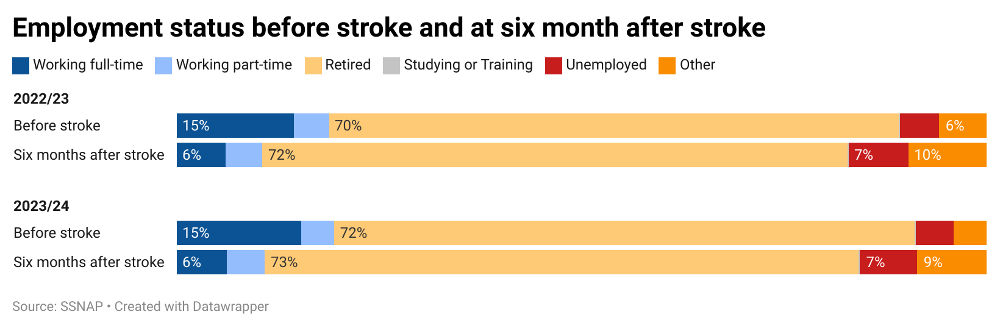 Employment status before stroke and at six month after stroke
Working full-time Working part-time Retired Studying or Training Unemployed Other
2022/23
Before stroke 15% 70% 6%
Six months after stroke 6% 72% 7% 10%
2023/24
Before stroke 15% 72%
Six months after stroke 6% 73% 7% 9%
Source: SSNAP • Created with Datawrapper